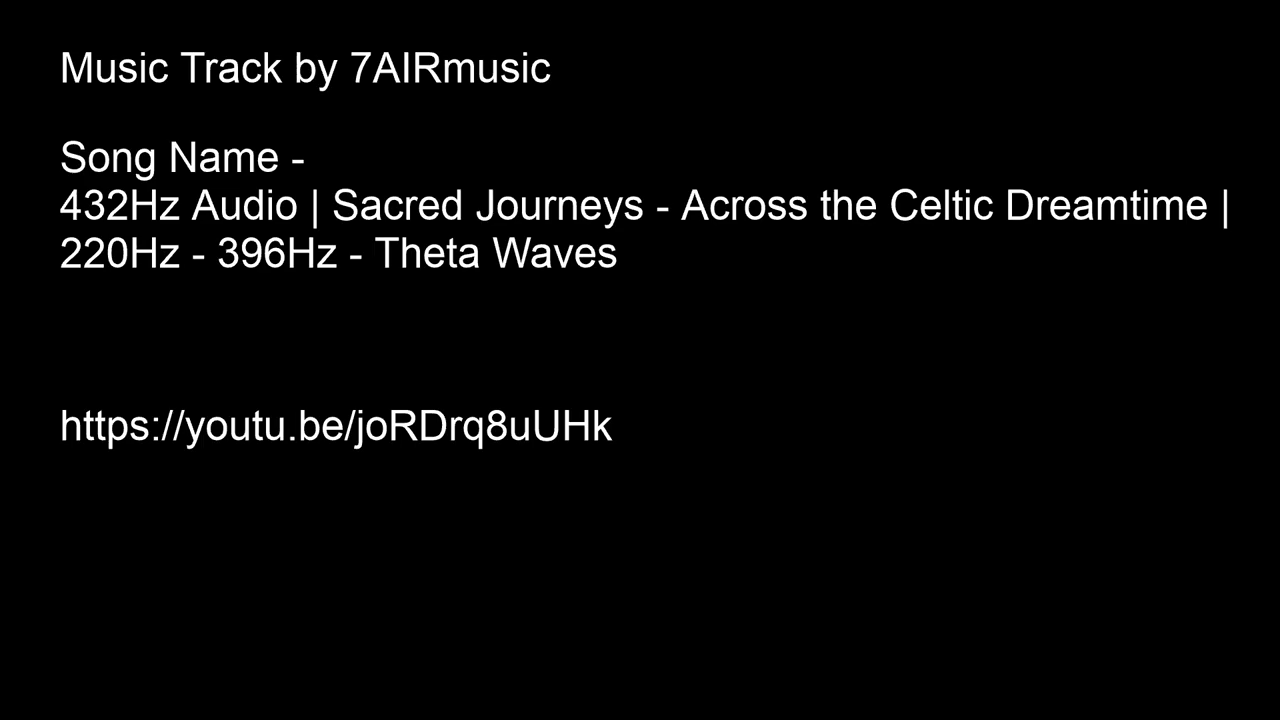 Music Track by 7AIRmusic
Song Name -
432Hz Audio | Sacred Journeys - Across the Celtic Dreamtime |
220Hz - 396Hz - Theta Waves
https://youtu.be/joRDrq8uUHk